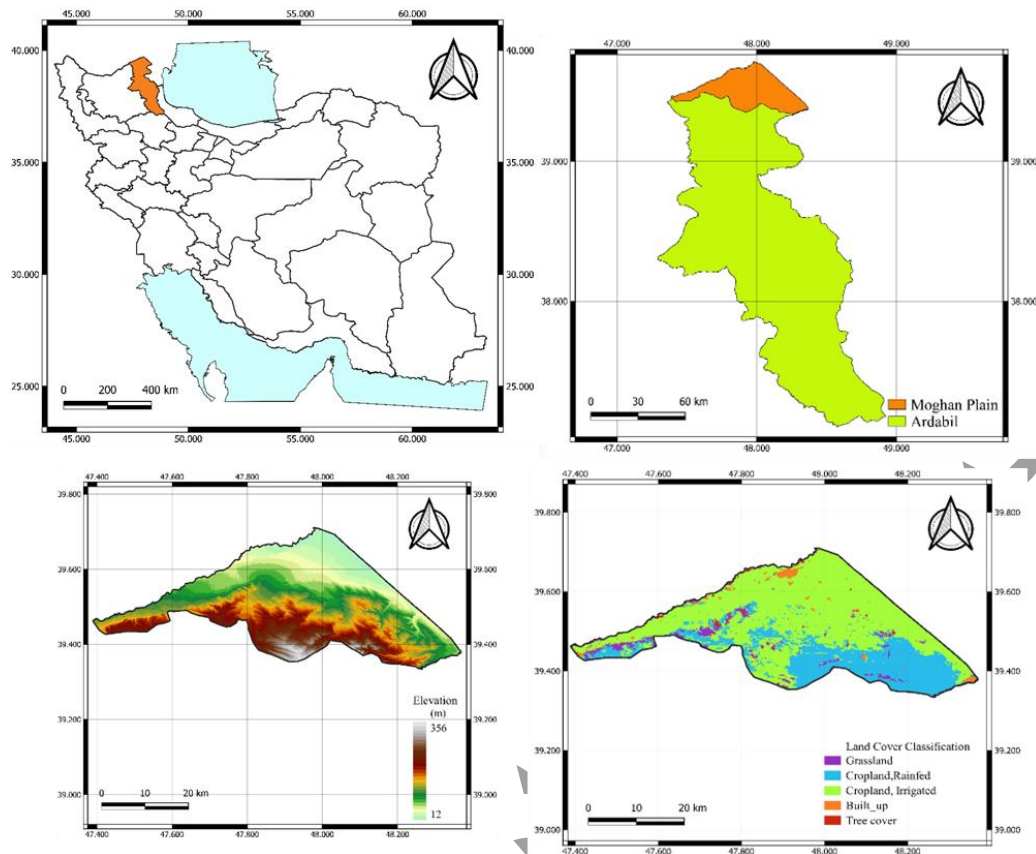 45.000 50.000 55.000 60.000
40.000 40.000
35.000 35.000
30.000 30.000
25.000 25.000
0 200 400 km
45.000 50.000 55.000 60.000
47.000 48.000 49.000
39.000 39.000
38.000 38.000
0 30 60 km
Moghan Plain
Ardabil
47.000 48.000 49.000
47.400 47.600 47.800 48.000 48.200
39.800 39.800
39.600 39.600
39.400 39.400
39.200 39.200
39.000 39.000
Elevation
(m)
356
12
0 10 20 km
47.400 47.600 47.800 48.000 48.200
47.400 47.600 47.800 48.000 48.200
39.800 39.800
39.600 39.600
39.400 39.400
39.200 39.200
39.000 39.000
Land Cover Classification
Grassland
Cropland,Rainfed
Cropland, Irrigated
Built_up
Tree cover
0 10 20 km
47.400 47.600 47.800 48.000 48.200